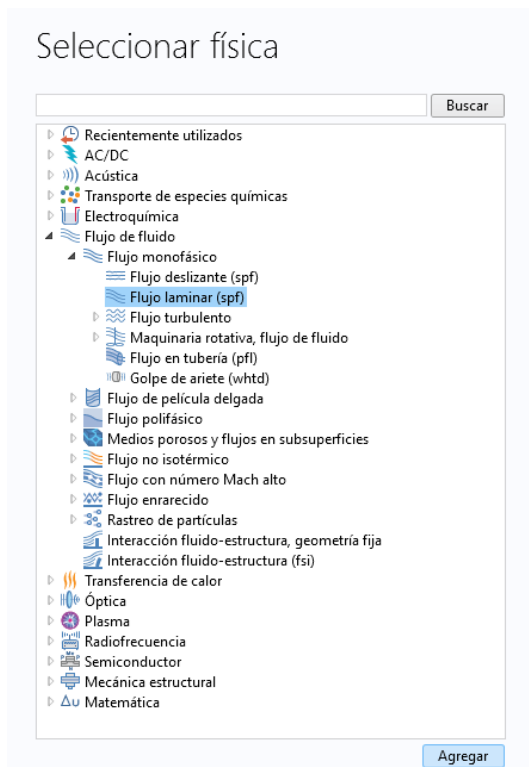 Seleccionar física
Buscar
Recientemente utilizados
AC/DC
Acústica
Transporte de especies químicas
Electroquímica
Flujo de fluido
Flujo monofásico
Flujo deslizante (spf)
Flujo laminar (spf)
Flujo turbulento
Maquinaria rotativa, flujo de fluido
Flujo en tubería (pfl)
Golpe de ariete (whtd)
Flujo de película delgada
Flujo polifásico
Medios porosos y flujos en subsuperficies
Flujo no isotérmico
Flujo con número Mach alto
Flujo enrarecido
Rastreo de partículas
Interacción fluido-estructura, geometría fija
Interacción fluido-estructura (fsi)
Transferencia de calor
Óptica
Plasma
Radiofrecuencia
Semiconductor
Mecánica estructural
Δu Matemática
Agregar